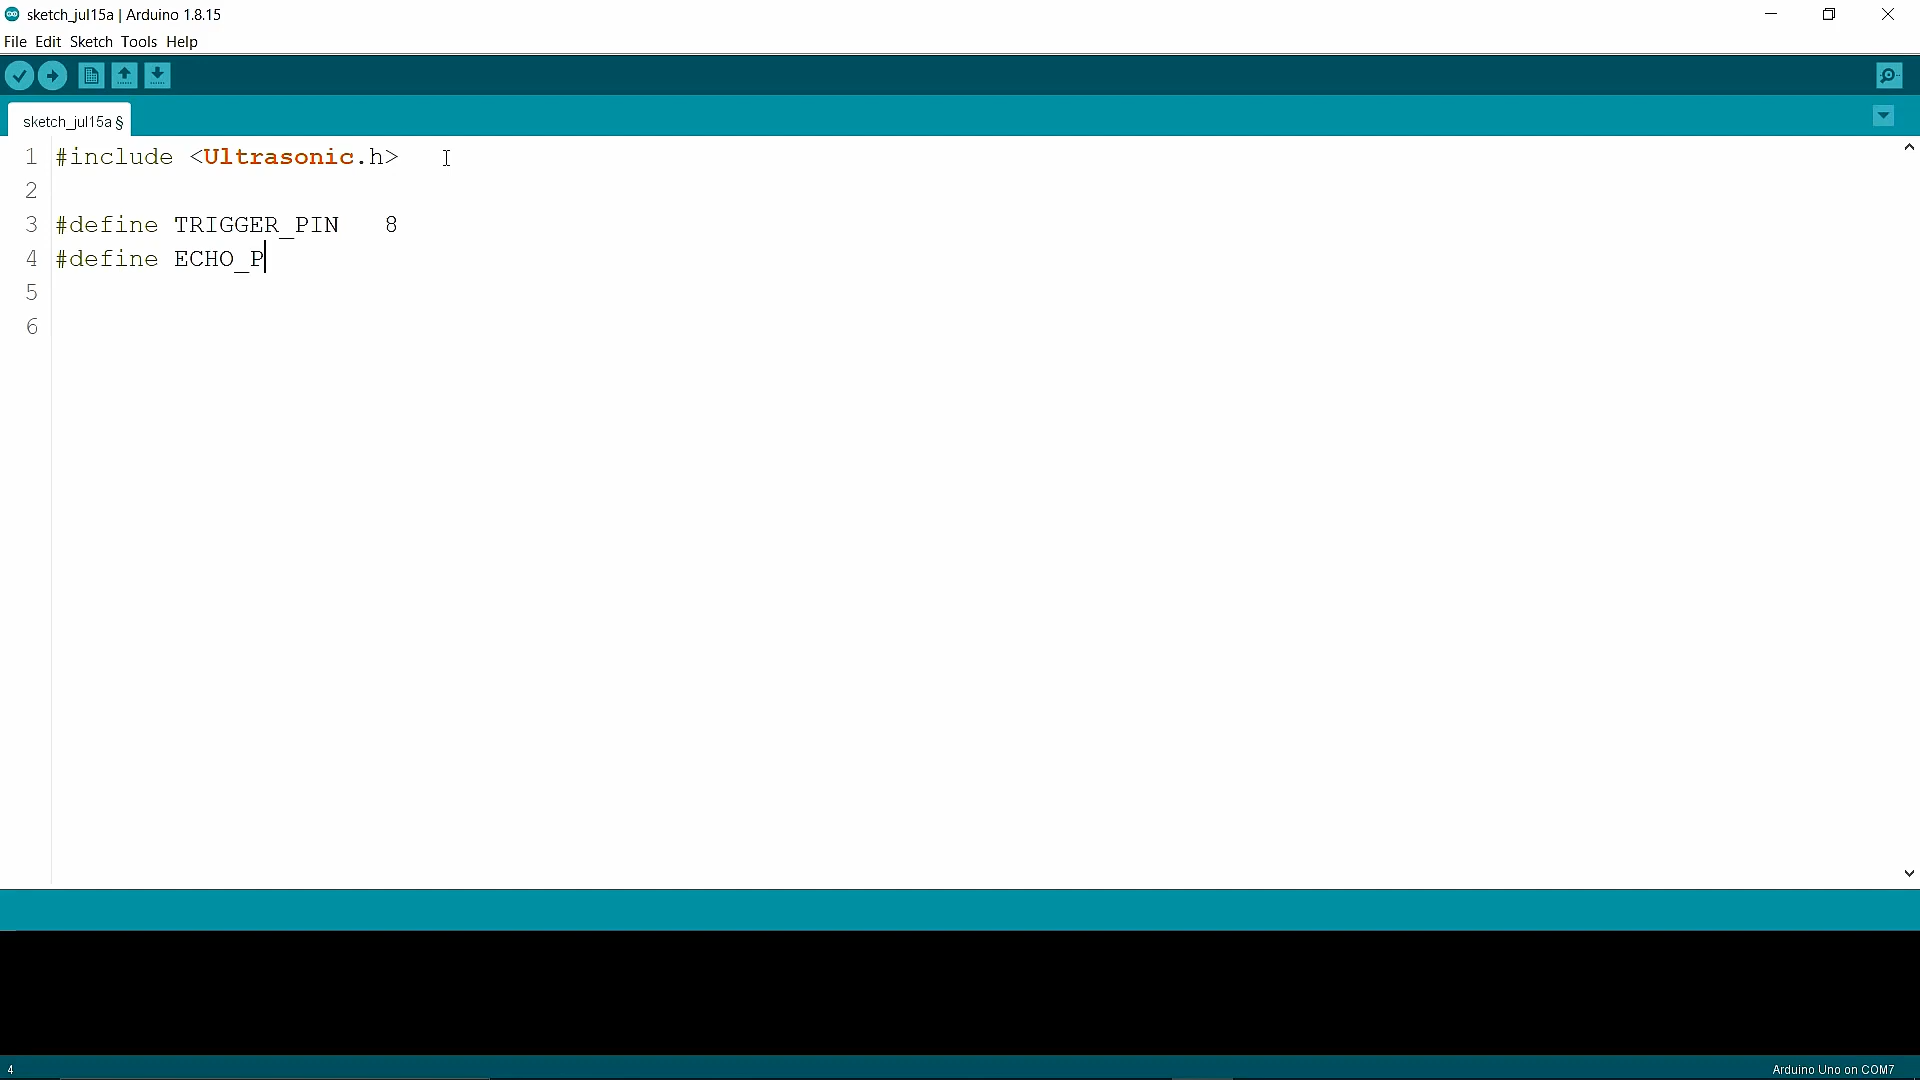 sketch_jul15a | Arduino 1.8.15
File Edit Sketch Tools Help
sketch_jul15a §
1 #include <Ultrasonic.h>
2
3 #define TRIGGER_PIN   8
4 #define ECHO_P
5
6
4
Arduino Uno on COM7